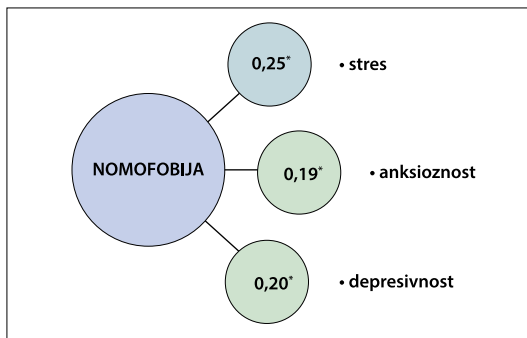 0,25*
• stres
NOMOFOBIJA
0,19*
• anksioznost
0,20*
• depresivnost